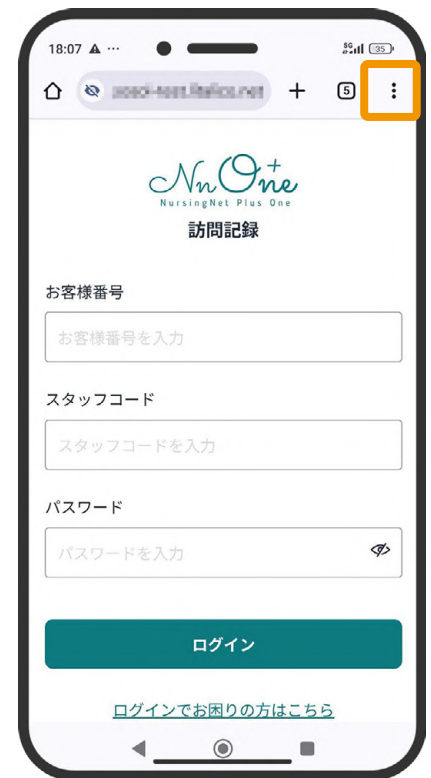 18:07
5G
35
5
NnOne
NursingNet Plus One
訪問記録
お客様番号
お客様番号を入力
スタッフコード
スタッフコードを入力
パスワード
パスワードを入力
ログイン
ログインでお困りの方はこちら